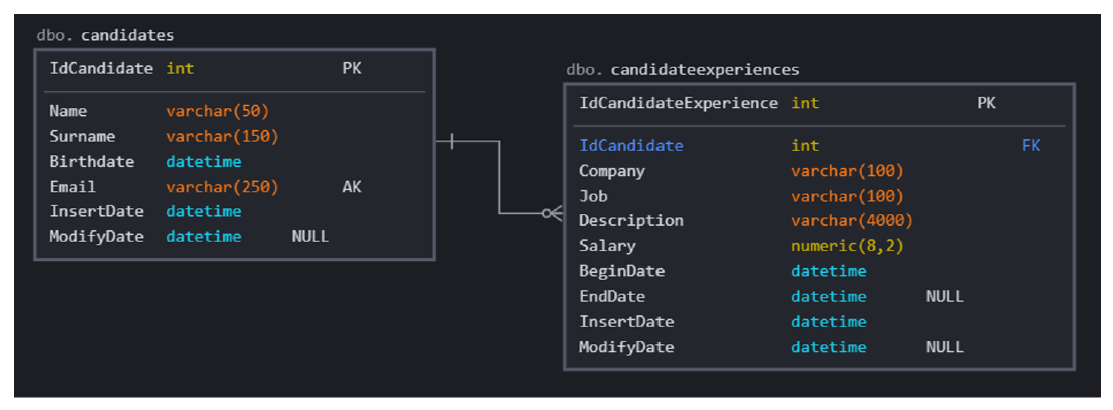 dbo. candidates
IdCandidate int PK
Name varchar(50)
Surname varchar(150)
Birthdate datetime
Email varchar(250) AK
InsertDate datetime
ModifyDate datetime NULL
dbo. candidateexperiences
IdCandidateExperience int PK
IdCandidate int FK
Company varchar(100)
Job varchar(100)
Description varchar(4000)
Salary numeric(8,2)
BeginDate datetime
EndDate datetime NULL
InsertDate datetime
ModifyDate datetime NULL